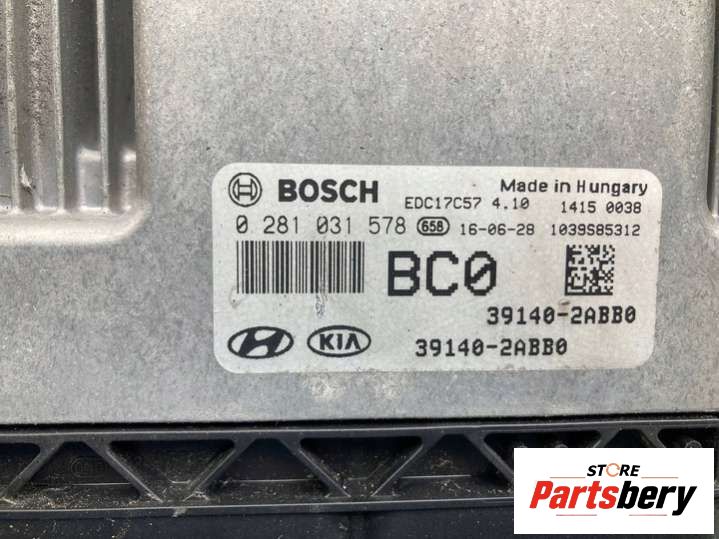 BOSCH
Made in Hungary
EDC17C57 4.10 1415 0038
0 281 031 578 658 16-06-28 1039S85312
BC0
39140-2ABB0
KIA 39140-2ABB0
STORE
Partsbery